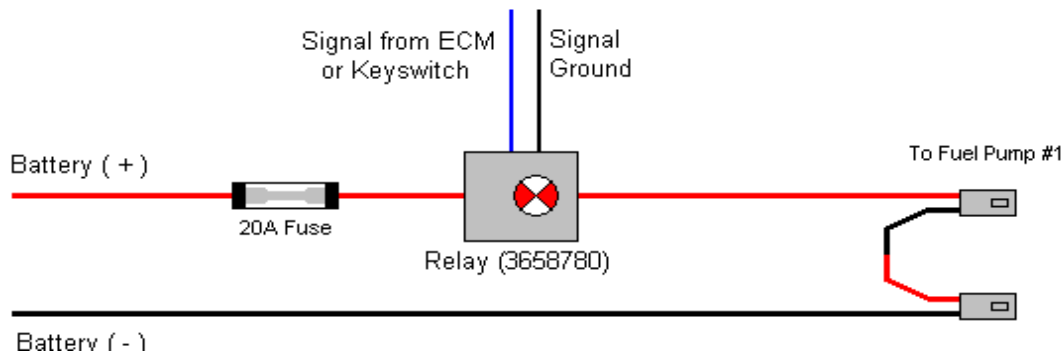 Signal from ECM
or Keyswitch
Signal
Ground
Battery ( + )
To Fuel Pump #1
20A Fuse
Relay (3658780)
Battery ( - )